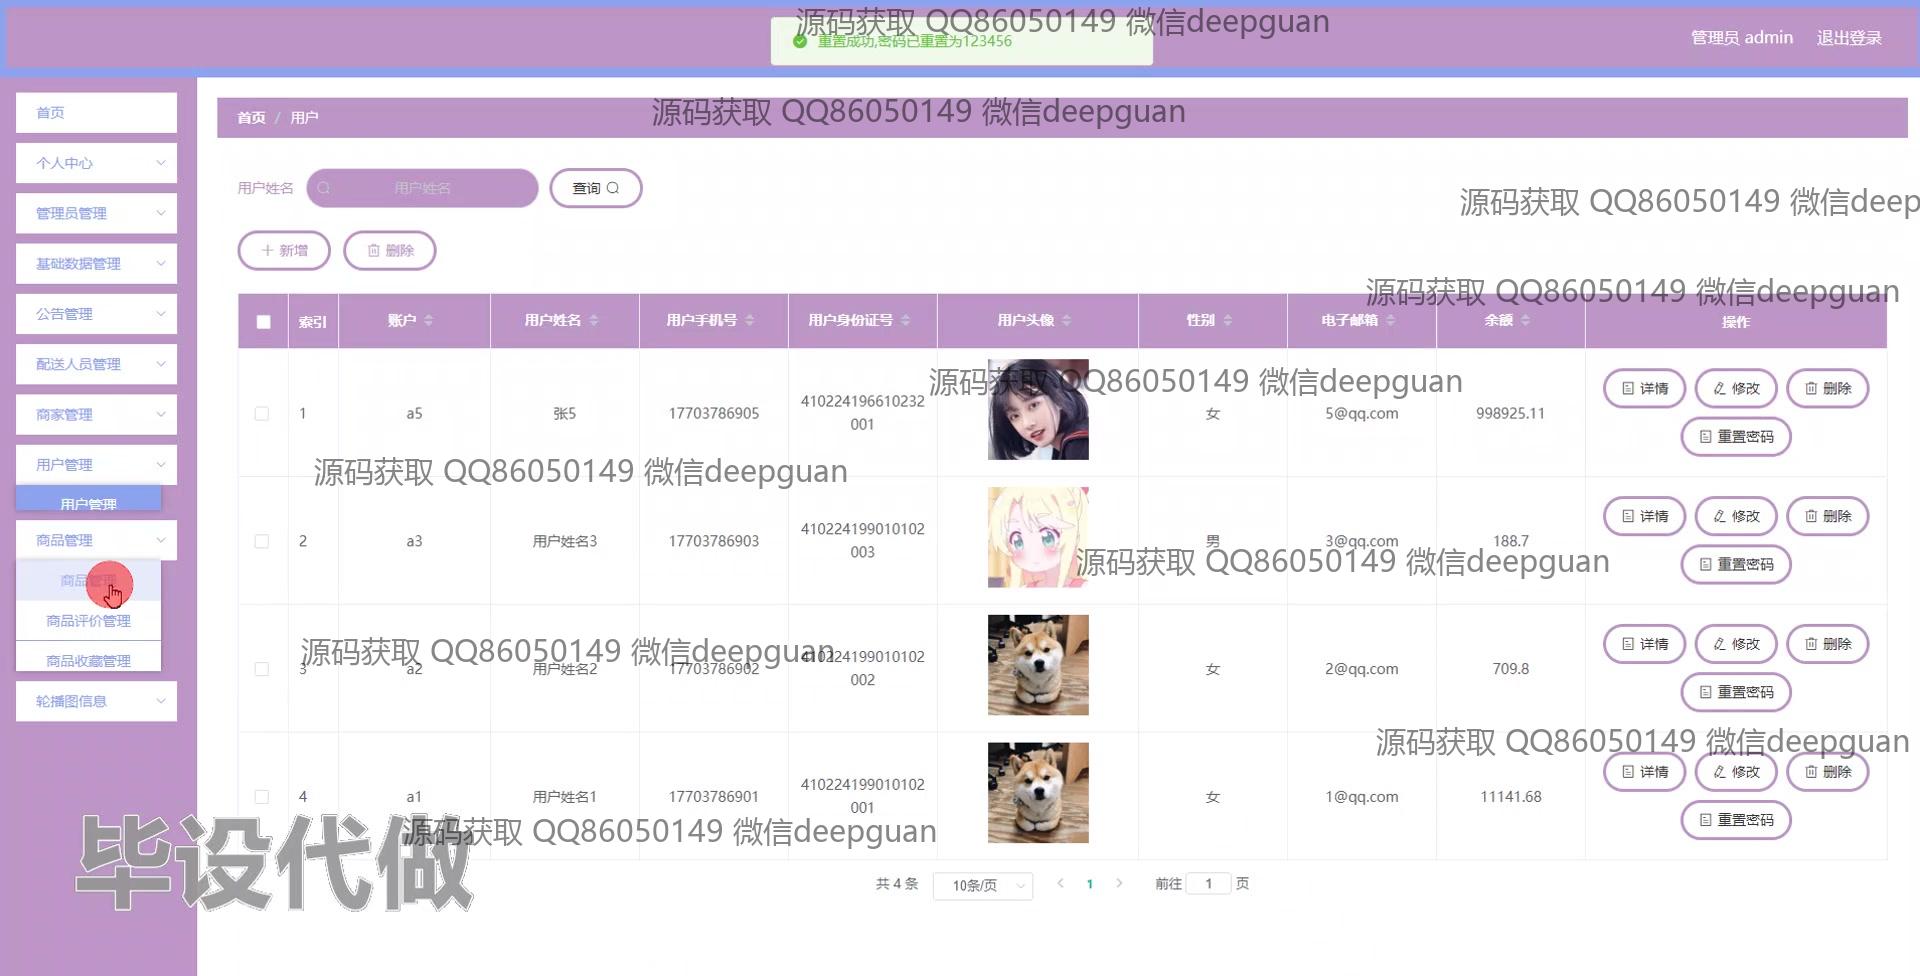 源码获取 QQ86050149 微信deepguan
重置成功,密码已重置为123456
管理员 admin 退出登录
首页
个人中心
管理员管理
基础数据管理
公告管理
配送人员管理
商家管理
用户管理
用户管理
商品管理
商品管理
商品评价管理
商品收藏管理
轮播图信息
首页 / 用户
源码获取 QQ86050149 微信deepguan
用户姓名 用户姓名 查询
源码获取 QQ86050149 微信deep
新增 删除
源码获取 QQ86050149 微信deepguan
索引 账户 用户姓名 用户手机号 用户身份证号 用户头像 性别 电子邮箱 余额 操作
源码获取 QQ86050149 微信deepguan
1 a5 张5 17703786905 410224196610232001 女 5@qq.com 998925.11 详情 修改 删除
重置密码
源码获取 QQ86050149 微信deepguan
2 a3 用户姓名3 17703786903 410224199010102003 男 3@qq.com 188.7 详情 修改 删除
重置密码
源码获取 QQ86050149 微信deepguan
3 a2 用户姓名2 17703786902 410224199010102002 女 2@qq.com 709.8 详情 修改 删除
重置密码
源码获取 QQ86050149 微信deepguan
源码获取 QQ86050149 微信deepguan
4 a1 用户姓名1 17703786901 410224199010102001 女 1@qq.com 11141.68 详情 修改 删除
重置密码
源码获取 QQ86050149 微信deepguan
毕设代做
共 4 条 10条/页 1 前往 1 页